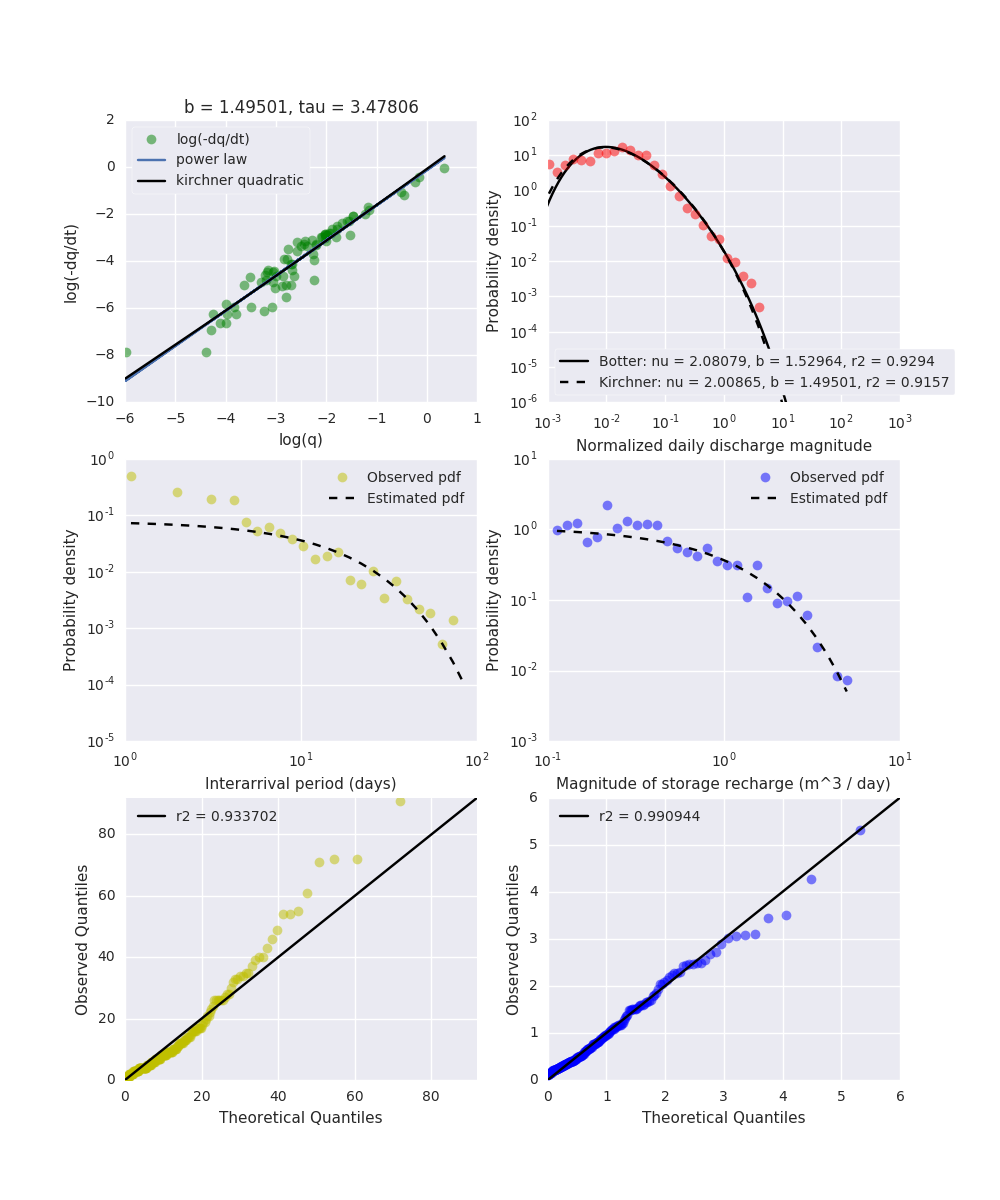 b = 1.49501, tau = 3.47806
2
0
−2
−4
−6
−8
−10
log(-dq/dt)
log(-dq/dt)
power law
kirchner quadratic
−6 −5 −4 −3 −2 −1 0 1
log(q)
10^2
10^1
10^0
10^-1
10^-2
10^-3
10^-4
10^-5
10^-6
Probability density
Botter: nu = 2.08079, b = 1.52964, r2 = 0.9294
Kirchner: nu = 2.00865, b = 1.49501, r2 = 0.9157
10^-3 10^-2 10^-1 10^0 10^1 10^2 10^3
Normalized daily discharge magnitude
10^0
10^-1
10^-2
10^-3
10^-4
10^-5
Probability density
Observed pdf
Estimated pdf
10^0 10^1 10^2
Interarrival period (days)
10^1
10^0
10^-1
10^-2
10^-3
Probability density
Observed pdf
Estimated pdf
10^-1 10^0 10^1
Magnitude of storage recharge (m^3 / day)
80
60
40
20
0
Observed Quantiles
r2 = 0.933702
0 20 40 60 80
Theoretical Quantiles
6
5
4
3
2
1
0
Observed Quantiles
r2 = 0.990944
0 1 2 3 4 5 6
Theoretical Quantiles